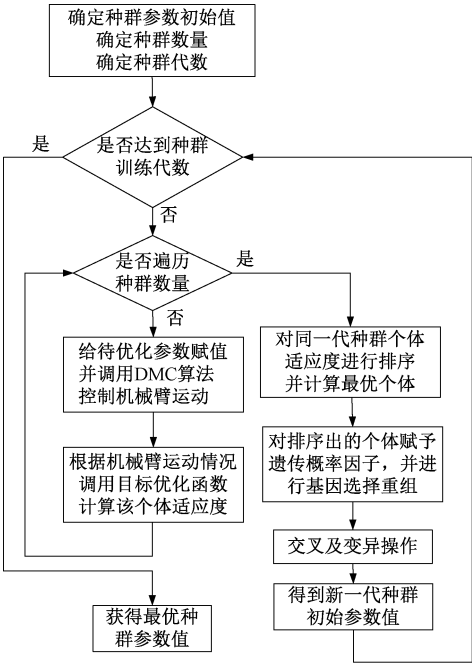 确定种群参数初始值
确定种群数量
确定种群代数
是否达到种群
训练代数
是
否
是否遍历
种群数量
是
否
给待优化参数赋值
并调用DMC算法
控制机械臂运动
根据机械臂运动情况
调用目标优化函数
计算该个体适应度
对同一代种群个体
适应度进行排序
并计算最优个体
对排序出的个体赋予
遗传概率因子，并进
行基因选择重组
交叉及变异操作
得到新一代种群
初始参数值
获得最优种
群参数值